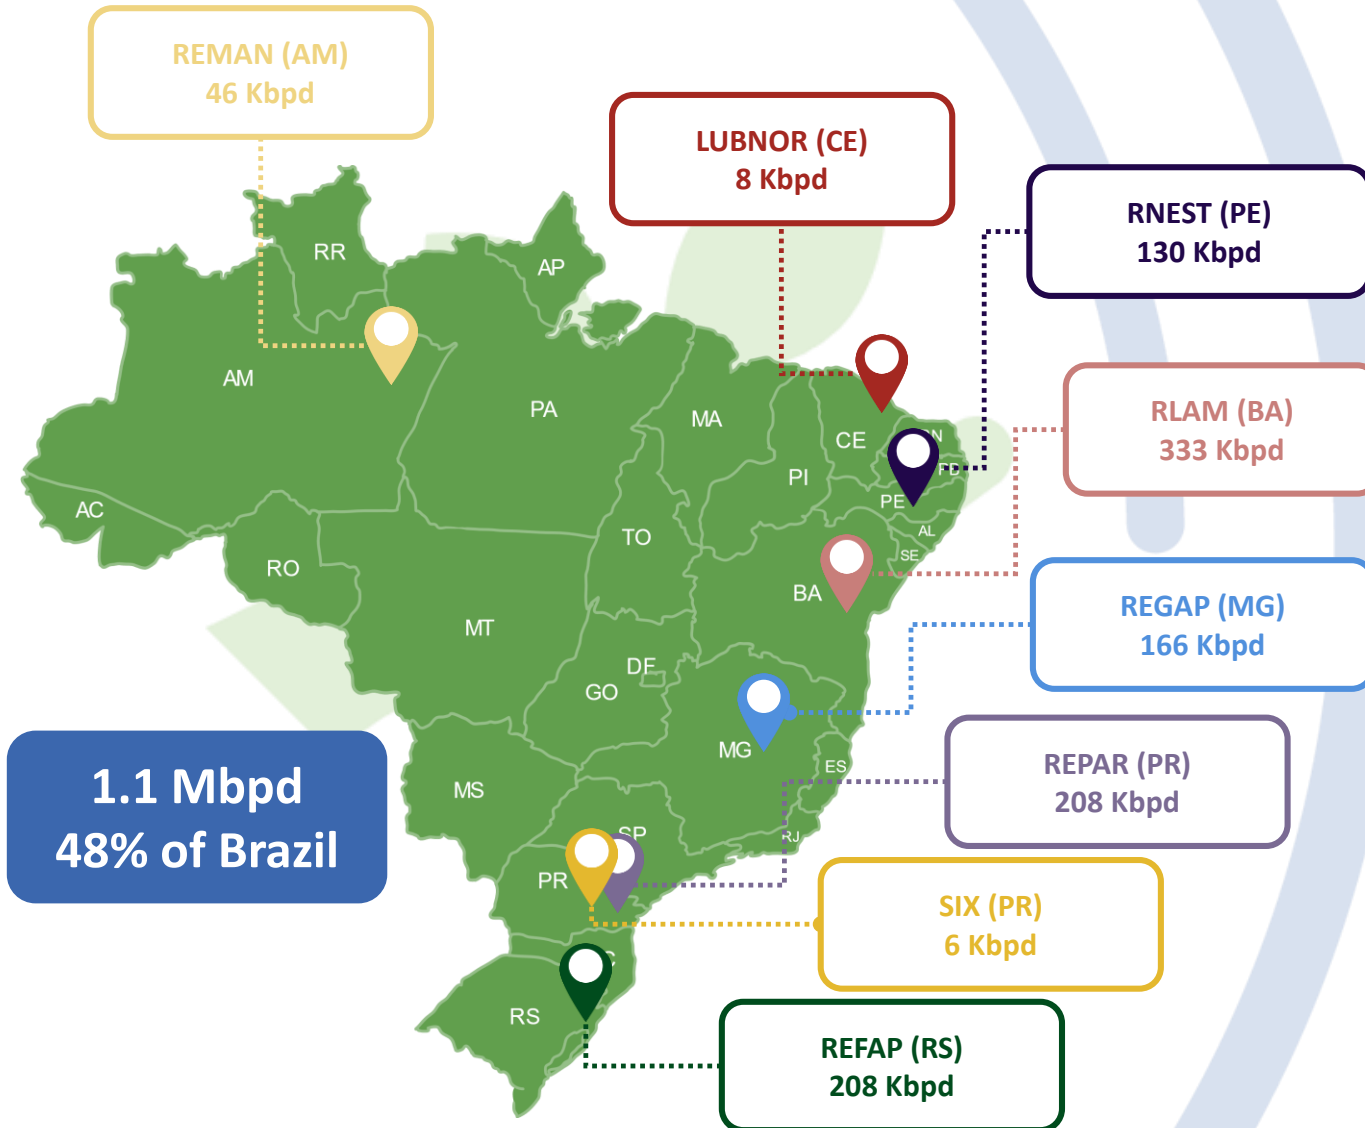 REMAN (AM)
46 Kbpd
LUBNOR (CE)
8 Kbpd
RNEST (PE)
130 Kbpd
RLAM (BA)
333 Kbpd
REGAP (MG)
166 Kbpd
REPAR (PR)
208 Kbpd
SIX (PR)
6 Kbpd
REFAP (RS)
208 Kbpd
1.1 Mbpd
48% of Brazil
RR
AP
AM
PA
MA
CE
PI
PD
PE
AL
SE
AC
TO
RO
BA
MT
DF
GO
MG
ES
MS
SP
RJ
PR
RS